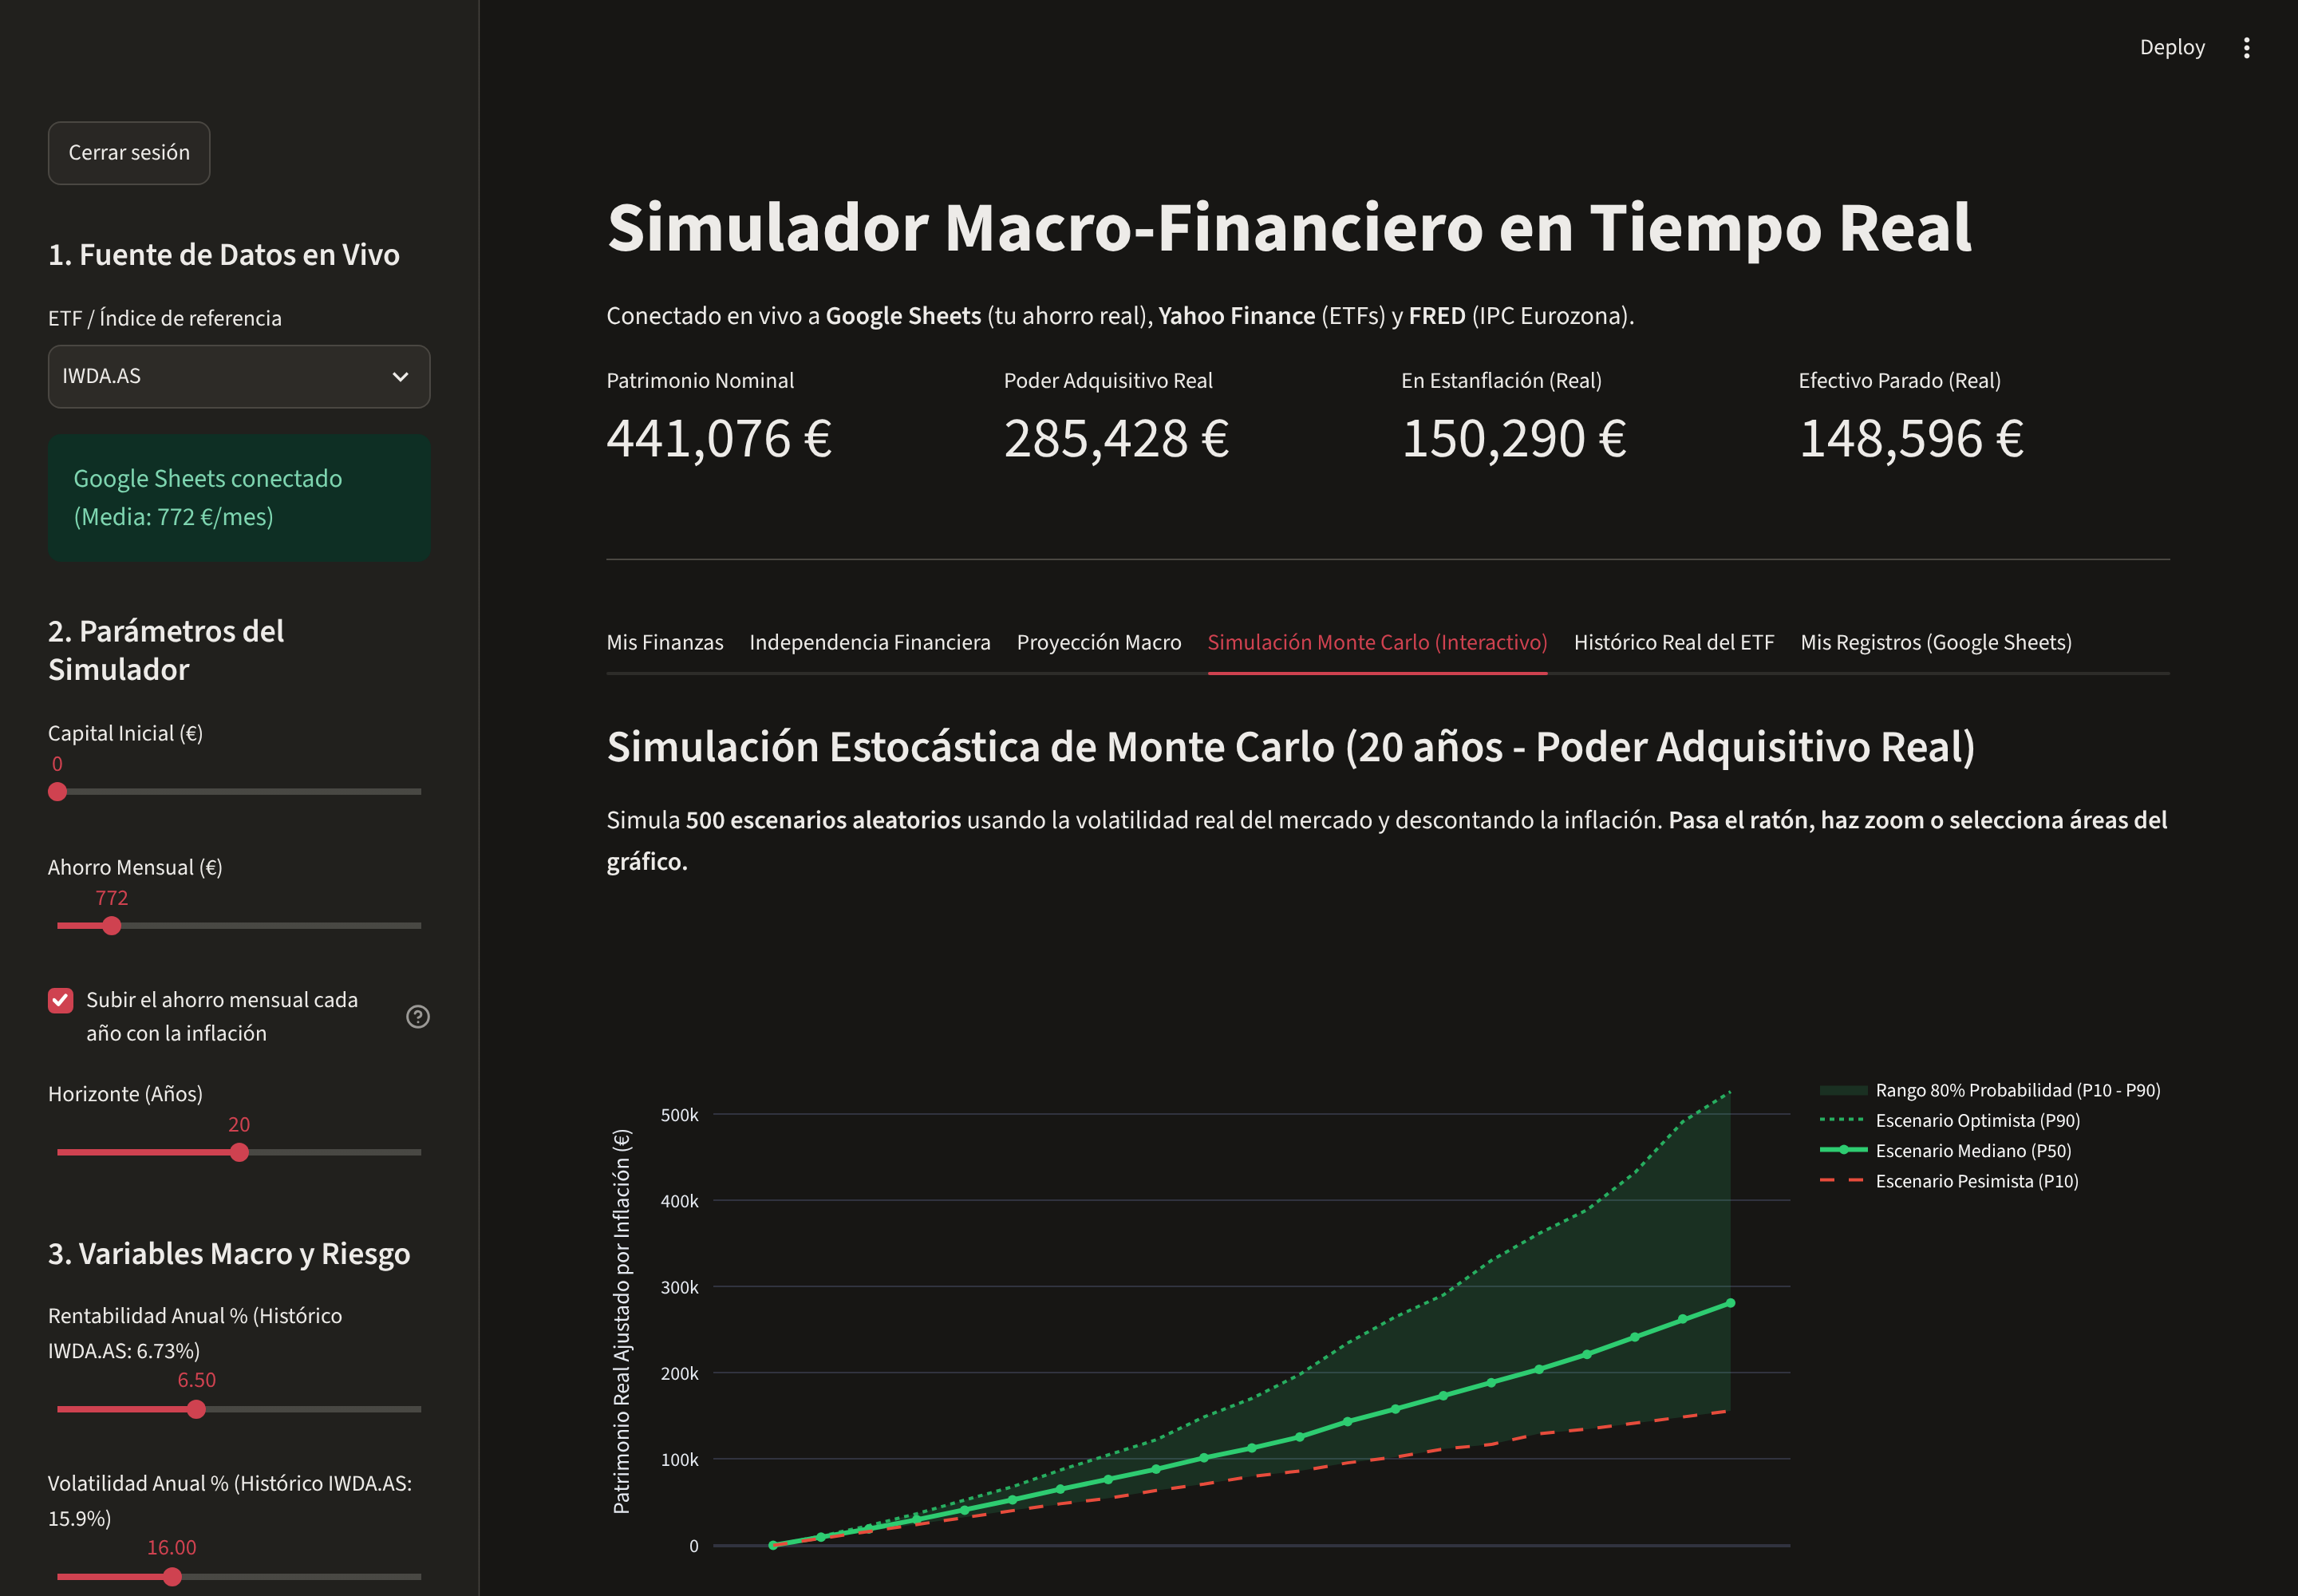 Deploy
Cerrar sesión
1. Fuente de Datos en Vivo
ETF / Índice de referencia
IWDA.AS
Google Sheets conectado
(Media: 772 €/mes)
2. Parámetros del
Simulador
Capital Inicial (€)
0
Ahorro Mensual (€)
772
Subir el ahorro mensual cada
año con la inflación
Horizonte (Años)
20
3. Variables Macro y Riesgo
Rentabilidad Anual % (Histórico
IWDA.AS: 6.73%)
6.50
Volatilidad Anual % (Histórico IWDA.AS:
15.9%)
16.00
Simulador Macro-Financiero en Tiempo Real
Conectado en vivo a Google Sheets (tu ahorro real), Yahoo Finance (ETFs) y FRED (IPC Eurozona).
Patrimonio Nominal
441,076 €
Poder Adquisitivo Real
285,428 €
En Estanflación (Real)
150,290 €
Efectivo Parado (Real)
148,596 €
Mis Finanzas
Independencia Financiera
Proyección Macro
Simulación Monte Carlo (Interactivo)
Histórico Real del ETF
Mis Registros (Google Sheets)
Simulación Estocástica de Monte Carlo (20 años - Poder Adquisitivo Real)
Simula 500 escenarios aleatorios usando la volatilidad real del mercado y descontando la inflación. Pasa el ratón, haz zoom o selecciona áreas del
gráfico.
Patrimonio Real Ajustado por Inflación (€)
500k
400k
300k
200k
100k
0
Rango 80% Probabilidad (P10 - P90)
Escenario Optimista (P90)
Escenario Mediano (P50)
Escenario Pesimista (P10)